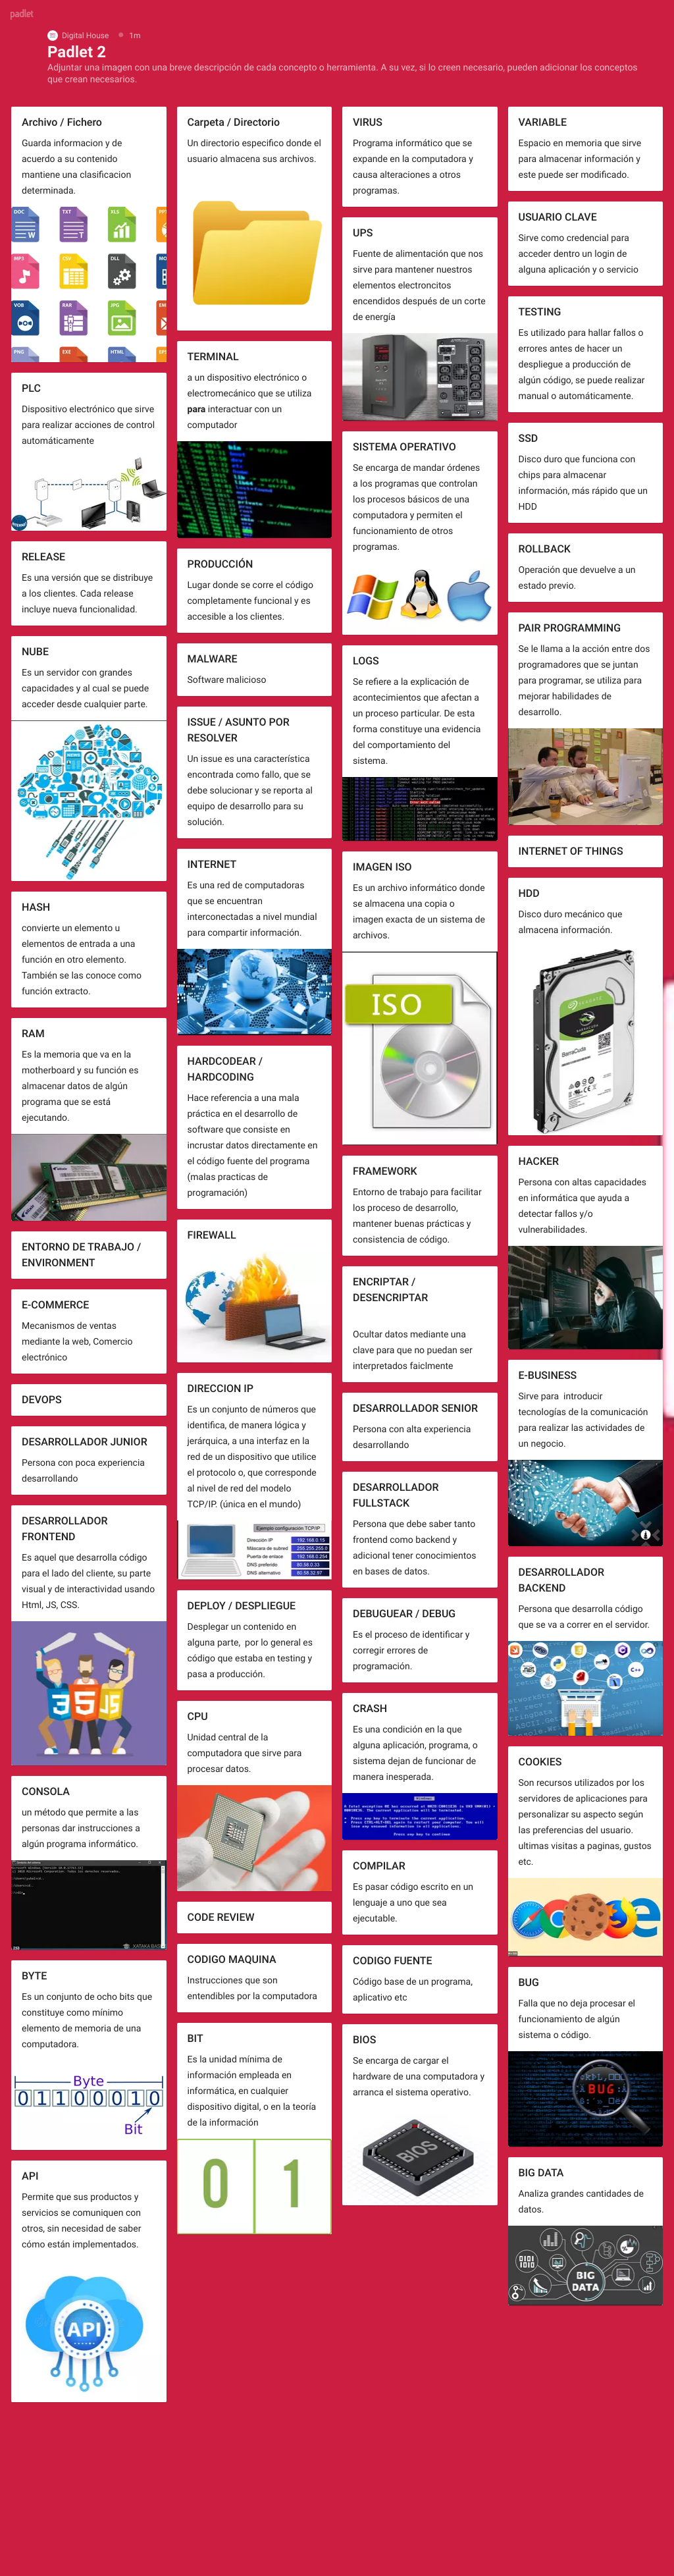 padlet
Digital House 1m
Padlet 2
Adjuntar una imagen con una breve descripción de cada concepto o herramienta. A su vez, si lo creen necesario, pueden adicionar los conceptos
que crean necesarios.
Archivo / Fichero
Guarda informacion y de
acuerdo a su contenido
mantiene una clasificacion
determinada.
DOC
W
TXT
T
XLS
MP3
CSV
DLL
VOB
RAR
JPG
PNG
EXE
HTML
PLC
Dispositivo electrónico que sirve
para realizar acciones de control
automáticamente
RELEASE
Es una versión que se distribuye
a los clientes. Cada release
incluye nueva funcionalidad.
NUBE
Es un servidor con grandes
capacidades y al cual se puede
acceder desde cualquier parte.
HASH
convierte un elemento u
elementos de entrada a una
función en otro elemento.
También se las conoce como
función extracto.
RAM
Es la memoria que va en la
motherboard y su función es
almacenar datos de algún
programa que se está
ejecutando.
ENTORNO DE TRABAJO /
ENVIRONMENT
E-COMMERCE
Mecanismos de ventas
mediante la web, Comercio
electrónico
DEVOPS
DESARROLLADOR JUNIOR
Persona con poca experiencia
desarrollando
DESARROLLADOR
FRONTEND
Es aquel que desarrolla código
para el lado del cliente, su parte
visual y de interactividad usando
Html, JS, CSS.
3
5
JS
CONSOLA
un método que permite a las
personas dar instrucciones a
algún programa informático.
BYTE
Es un conjunto de ocho bits que
constituye como mínimo
elemento de memoria de una
computadora.
Byte
0 1 1 0 0 0 1 0
Bit
API
Permite que sus productos y
servicios se comuniquen con
otros, sin necesidad de saber
cómo están implementados.
API
Carpeta / Directorio
Un directorio especifico donde el
usuario almacena sus archivos.
TERMINAL
a un dispositivo electrónico o
electromecánico que se utiliza
para interactuar con un
computador
PRODUCCIÓN
Lugar donde se corre el código
completamente funcional y es
accesible a los clientes.
MALWARE
Software malicioso
ISSUE / ASUNTO POR
RESOLVER
Un issue es una característica
encontrada como fallo, que se
debe solucionar y se reporta al
equipo de desarrollo para su
solución.
INTERNET
Es una red de computadoras
que se encuentran
interconectadas a nivel mundial
para compartir información.
HARDCODEAR /
HARDCODING
Hace referencia a una mala
práctica en el desarrollo de
software que consiste en
incrustar datos directamente en
el código fuente del programa
(malas practicas de
programación)
FIREWALL
DIRECCION IP
Es un conjunto de números que
identifica, de manera lógica y
jerárquica, a una interfaz en la
red de un dispositivo que utilice
el protocolo o, que corresponde
al nivel de red del modelo
TCP/IP. (única en el mundo)
Ejemplo configuración TCP/IP
Dirección IP 192.168.0.15
Máscara de subred 255.255.255.0
Puerta de enlace 192.168.0.254
DNS preferido 80.58.0.33
DNS alternativo 80.58.32.97
DEPLOY / DESPLIEGUE
Desplegar un contenido en
alguna parte, por lo general es
código que estaba en testing y
pasa a producción.
CPU
Unidad central de la
computadora que sirve para
procesar datos.
CODE REVIEW
CODIGO MAQUINA
Instrucciones que son
entendibles por la computadora
BIT
Es la unidad mínima de
información empleada en
informática, en cualquier
dispositivo digital, o en la teoría
de la información
0 1
VIRUS
Programa informático que se
expande en la computadora y
causa alteraciones a otros
programas.
UPS
Fuente de alimentación que nos
sirve para mantener nuestros
elementos electroncitos
encendidos después de un corte
de energía
SISTEMA OPERATIVO
Se encarga de mandar órdenes
a los programas que controlan
los procesos básicos de una
computadora y permiten el
funcionamiento de otros
programas.
LOGS
Se refiere a la explicación de
acontecimientos que afectan a
un proceso particular. De esta
forma constituye una evidencia
del comportamiento del
sistema.
IMAGEN ISO
Es un archivo informático donde
se almacena una copia o
imagen exacta de un sistema de
archivos.
ISO
FRAMEWORK
Entorno de trabajo para facilitar
los proceso de desarrollo,
mantener buenas prácticas y
consistencia de código.
ENCRIPTAR /
DESENCRIPTAR
Ocultar datos mediante una
clave para que no puedan ser
interpretados faiclmente
DESARROLLADOR SENIOR
Persona con alta experiencia
desarrollando
DESARROLLADOR
FULLSTACK
Persona que debe saber tanto
frontend como backend y
adicional tener conocimientos
en bases de datos.
DEBUGUEAR / DEBUG
Es el proceso de identificar y
corregir errores de
programación.
CRASH
Es una condición en la que
alguna aplicación, programa, o
sistema dejan de funcionar de
manera inesperada.
COMPILAR
Es pasar código escrito en un
lenguaje a uno que sea
ejecutable.
CODIGO FUENTE
Código base de un programa,
aplicativo etc
BIOS
Se encarga de cargar el
hardware de una computadora y
arranca el sistema operativo.
BIOS
VARIABLE
Espacio en memoria que sirve
para almacenar información y
este puede ser modificado.
USUARIO CLAVE
Sirve como credencial para
acceder dentro un login de
alguna aplicación y o servicio
TESTING
Es utilizado para hallar fallos o
errores antes de hacer un
despliegue a producción de
algún código, se puede realizar
manual o automáticamente.
SSD
Disco duro que funciona con
chips para almacenar
información, más rápido que un
HDD
ROLLBACK
Operación que devuelve a un
estado previo.
PAIR PROGRAMMING
Se le llama a la acción entre dos
programadores que se juntan
para programar, se utiliza para
mejorar habilidades de
desarrollo.
INTERNET OF THINGS
HDD
Disco duro mecánico que
almacena información.
BarraCuda
HACKER
Persona con altas capacidades
en informática que ayuda a
detectar fallos y/o
vulnerabilidades.
E-BUSINESS
Sirve para introducir
tecnologías de la comunicación
para realizar las actividades de
un negocio.
DESARROLLADOR
BACKEND
Persona que desarrolla código
que se va a correr en el servidor.
COOKIES
Son recursos utilizados por los
servidores de aplicaciones para
personalizar su aspecto según
las preferencias del usuario.
ultimas visitas a paginas, gustos
etc.
BUG
Falla que no deja procesar el
funcionamiento de algún
sistema o código.
BUG
BIG DATA
Analiza grandes cantidades de
datos.
BIG
DATA